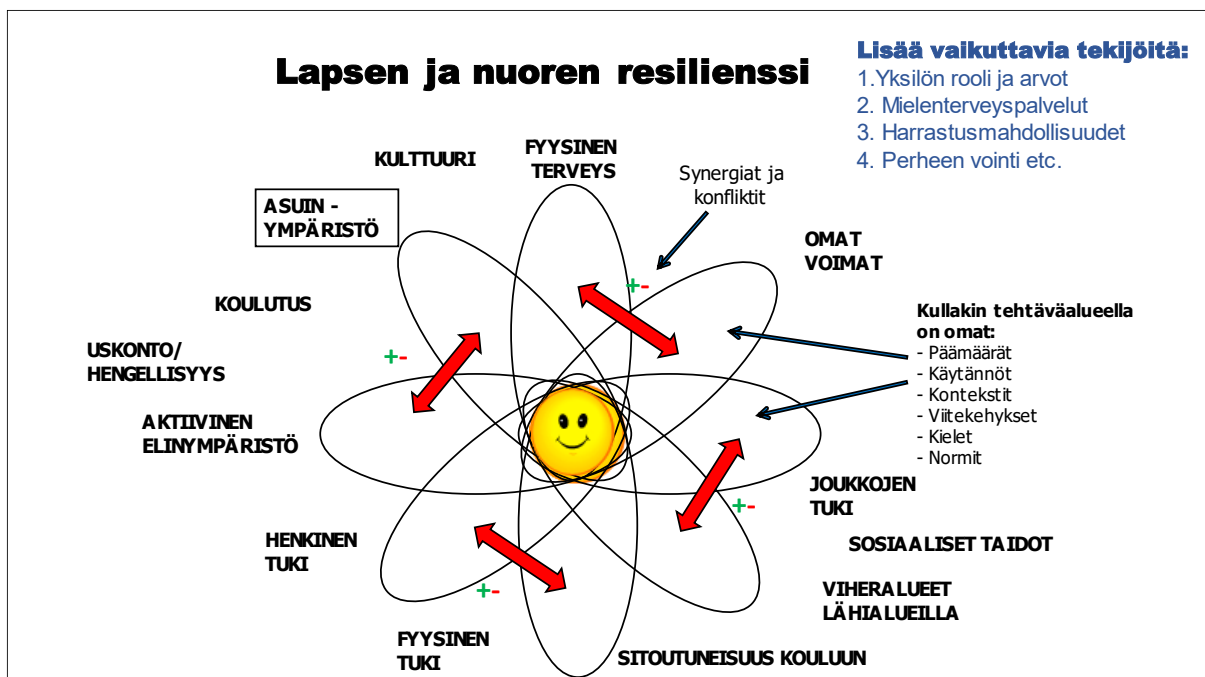 Lapsen ja nuoren resilienssi
Lisää vaikuttavia tekijöitä:
1.Yksilön rooli ja arvot
2. Mielenterveyspalvelut
3. Harrastusmahdollisuudet
4. Perheen vointi etc.
KULTTUURI
FYYSINEN
TERVEYS
Synergiat ja
konfliktit
ASUIN -
YMPÄRISTÖ
OMAT
VOIMAT
+-
KOULUTUS
Kullakin tehtäväalueella
on omat:
- Päämäärät
- Käytännöt
- Kontekstit
- Viitekehykset
- Kielet
- Normit
USKONTO/
HENGELLISYYS
+-
AKTIIVINEN
ELINYMPÄRISTÖ
JOUKKOJEN
TUKI
+-
HENKINEN
TUKI
SOSIAALISET TAIDOT
+-
VIHERALUEET
LÄHIALUEILLA
FYYSINEN
TUKI
SITOUTUNEISUUS KOULUUN